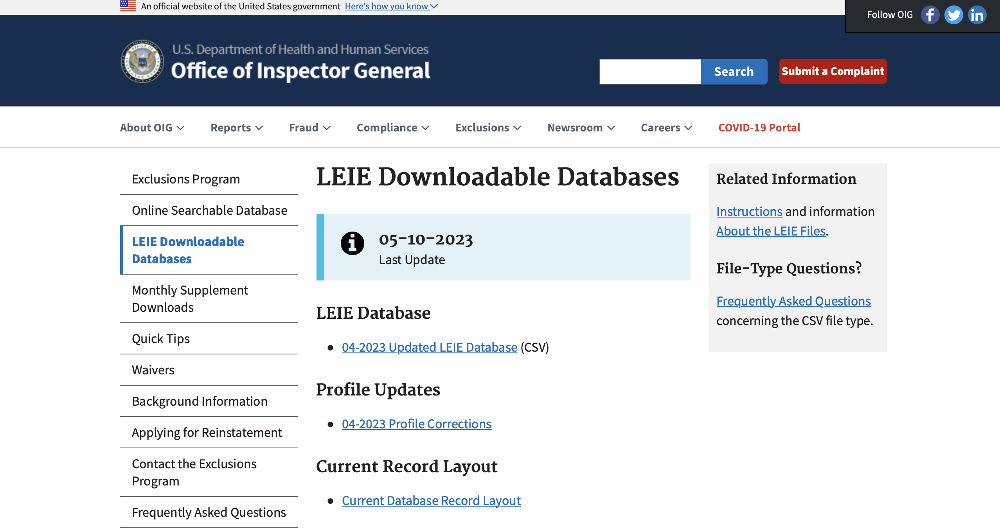 An official website of the United States government Here's how you know
Follow OIG
U.S. Department of Health and Human Services
Office of Inspector General
Search
Submit a Complaint
About OIG
Reports
Fraud
Compliance
Exclusions
Newsroom
Careers
COVID-19 Portal
Exclusions Program
Online Searchable Database
LEIE Downloadable
Databases
Monthly Supplement
Downloads
Quick Tips
Waivers
Background Information
Applying for Reinstatement
Contact the Exclusions
Program
Frequently Asked Questions
LEIE Downloadable Databases
05-10-2023
Last Update
LEIE Database
04-2023 Updated LEIE Database (CSV)
Profile Updates
04-2023 Profile Corrections
Current Record Layout
Current Database Record Layout
Related Information
Instructions and information
About the LEIE Files.
File-Type Questions?
Frequently Asked Questions
concerning the CSV file type.